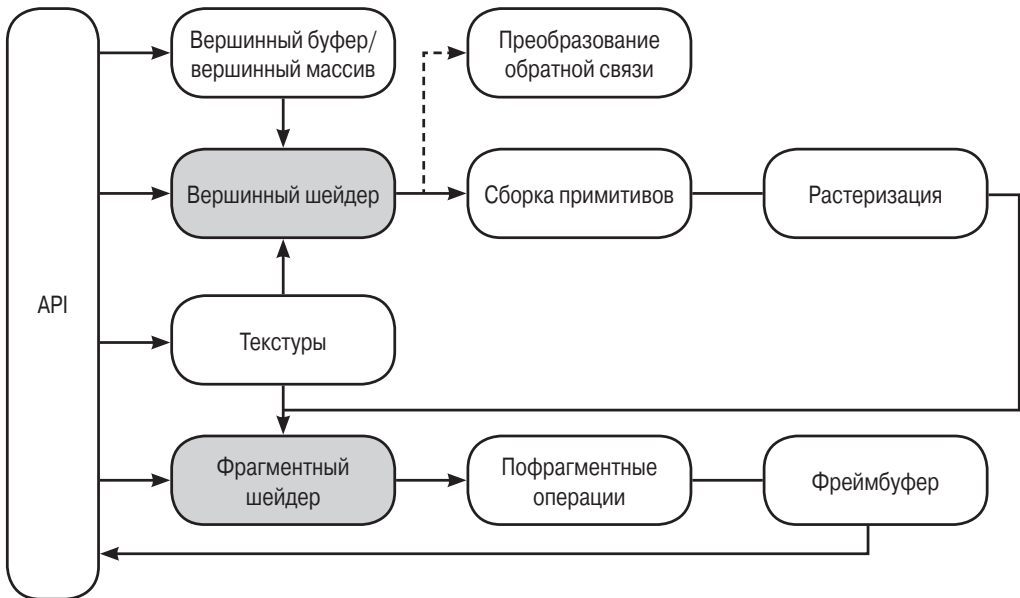 API
Вершинный буфер/
вершинный массив
Преобразование
обратной связи
Вершинный шейдер
Сборка примитивов
Растеризация
Текстуры
Фрагментный
шейдер
Пофрагментные
операции
Фреймбуфер